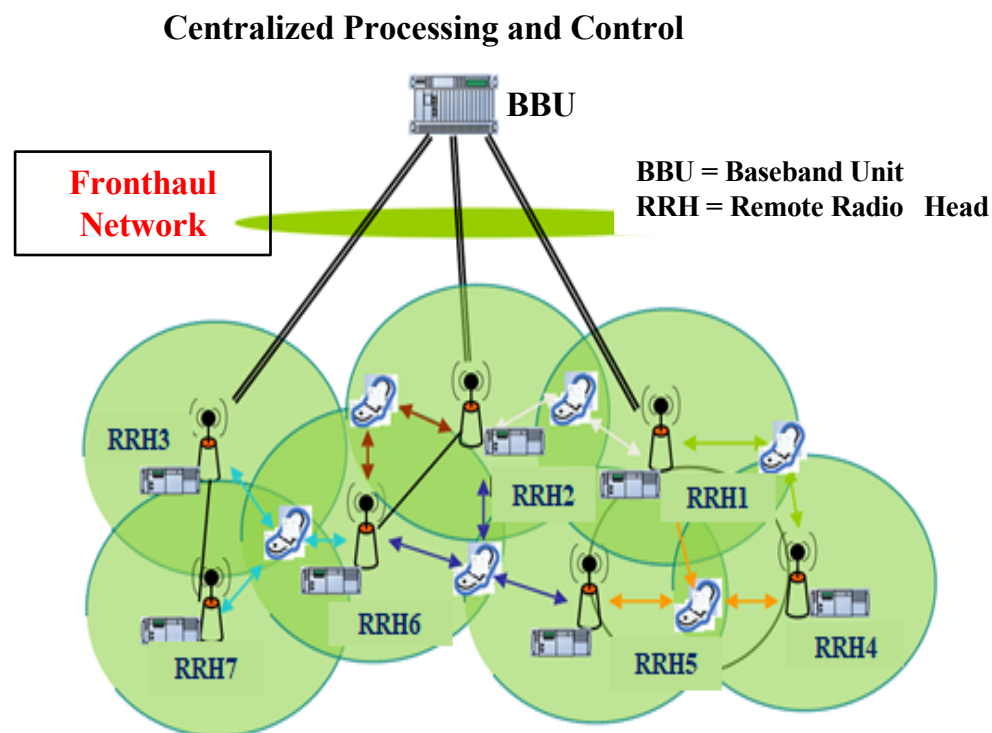 Centralized Processing and Control
BBU
Fronthaul
Network
BBU = Baseband Unit
RRH = Remote Radio Head
RRH3
RRH2
RRH1
RRH6
RRH7
RRH5
RRH4